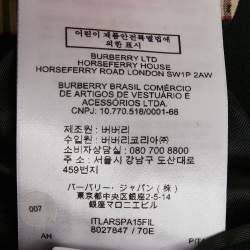 어린이 제품안전특별법에
의한 표시
BURBERRY LTD
HORSEFERRY HOUSE
HORSEFERRY ROAD LONDON SW1P 2AW
BURBERRY BRASIL COMÉRCIO
DE ARTIGOS DE VESTUÁRIO E
ACESSÓRIOS LTDA.
CNPJ: 10.770.518/0001-66
제조원 : 버버리
수입원 : 버버리코리아㈜
소비자상담실 : 080 700 8800
주소 : 서울시 강남구 도산대로
459번지
バーバリー・ジャパン(株)
東京都中央区銀座2-5-14
銀座マロニエビル
007
ITLARSPA15FIL
AH
8027847 / 70E